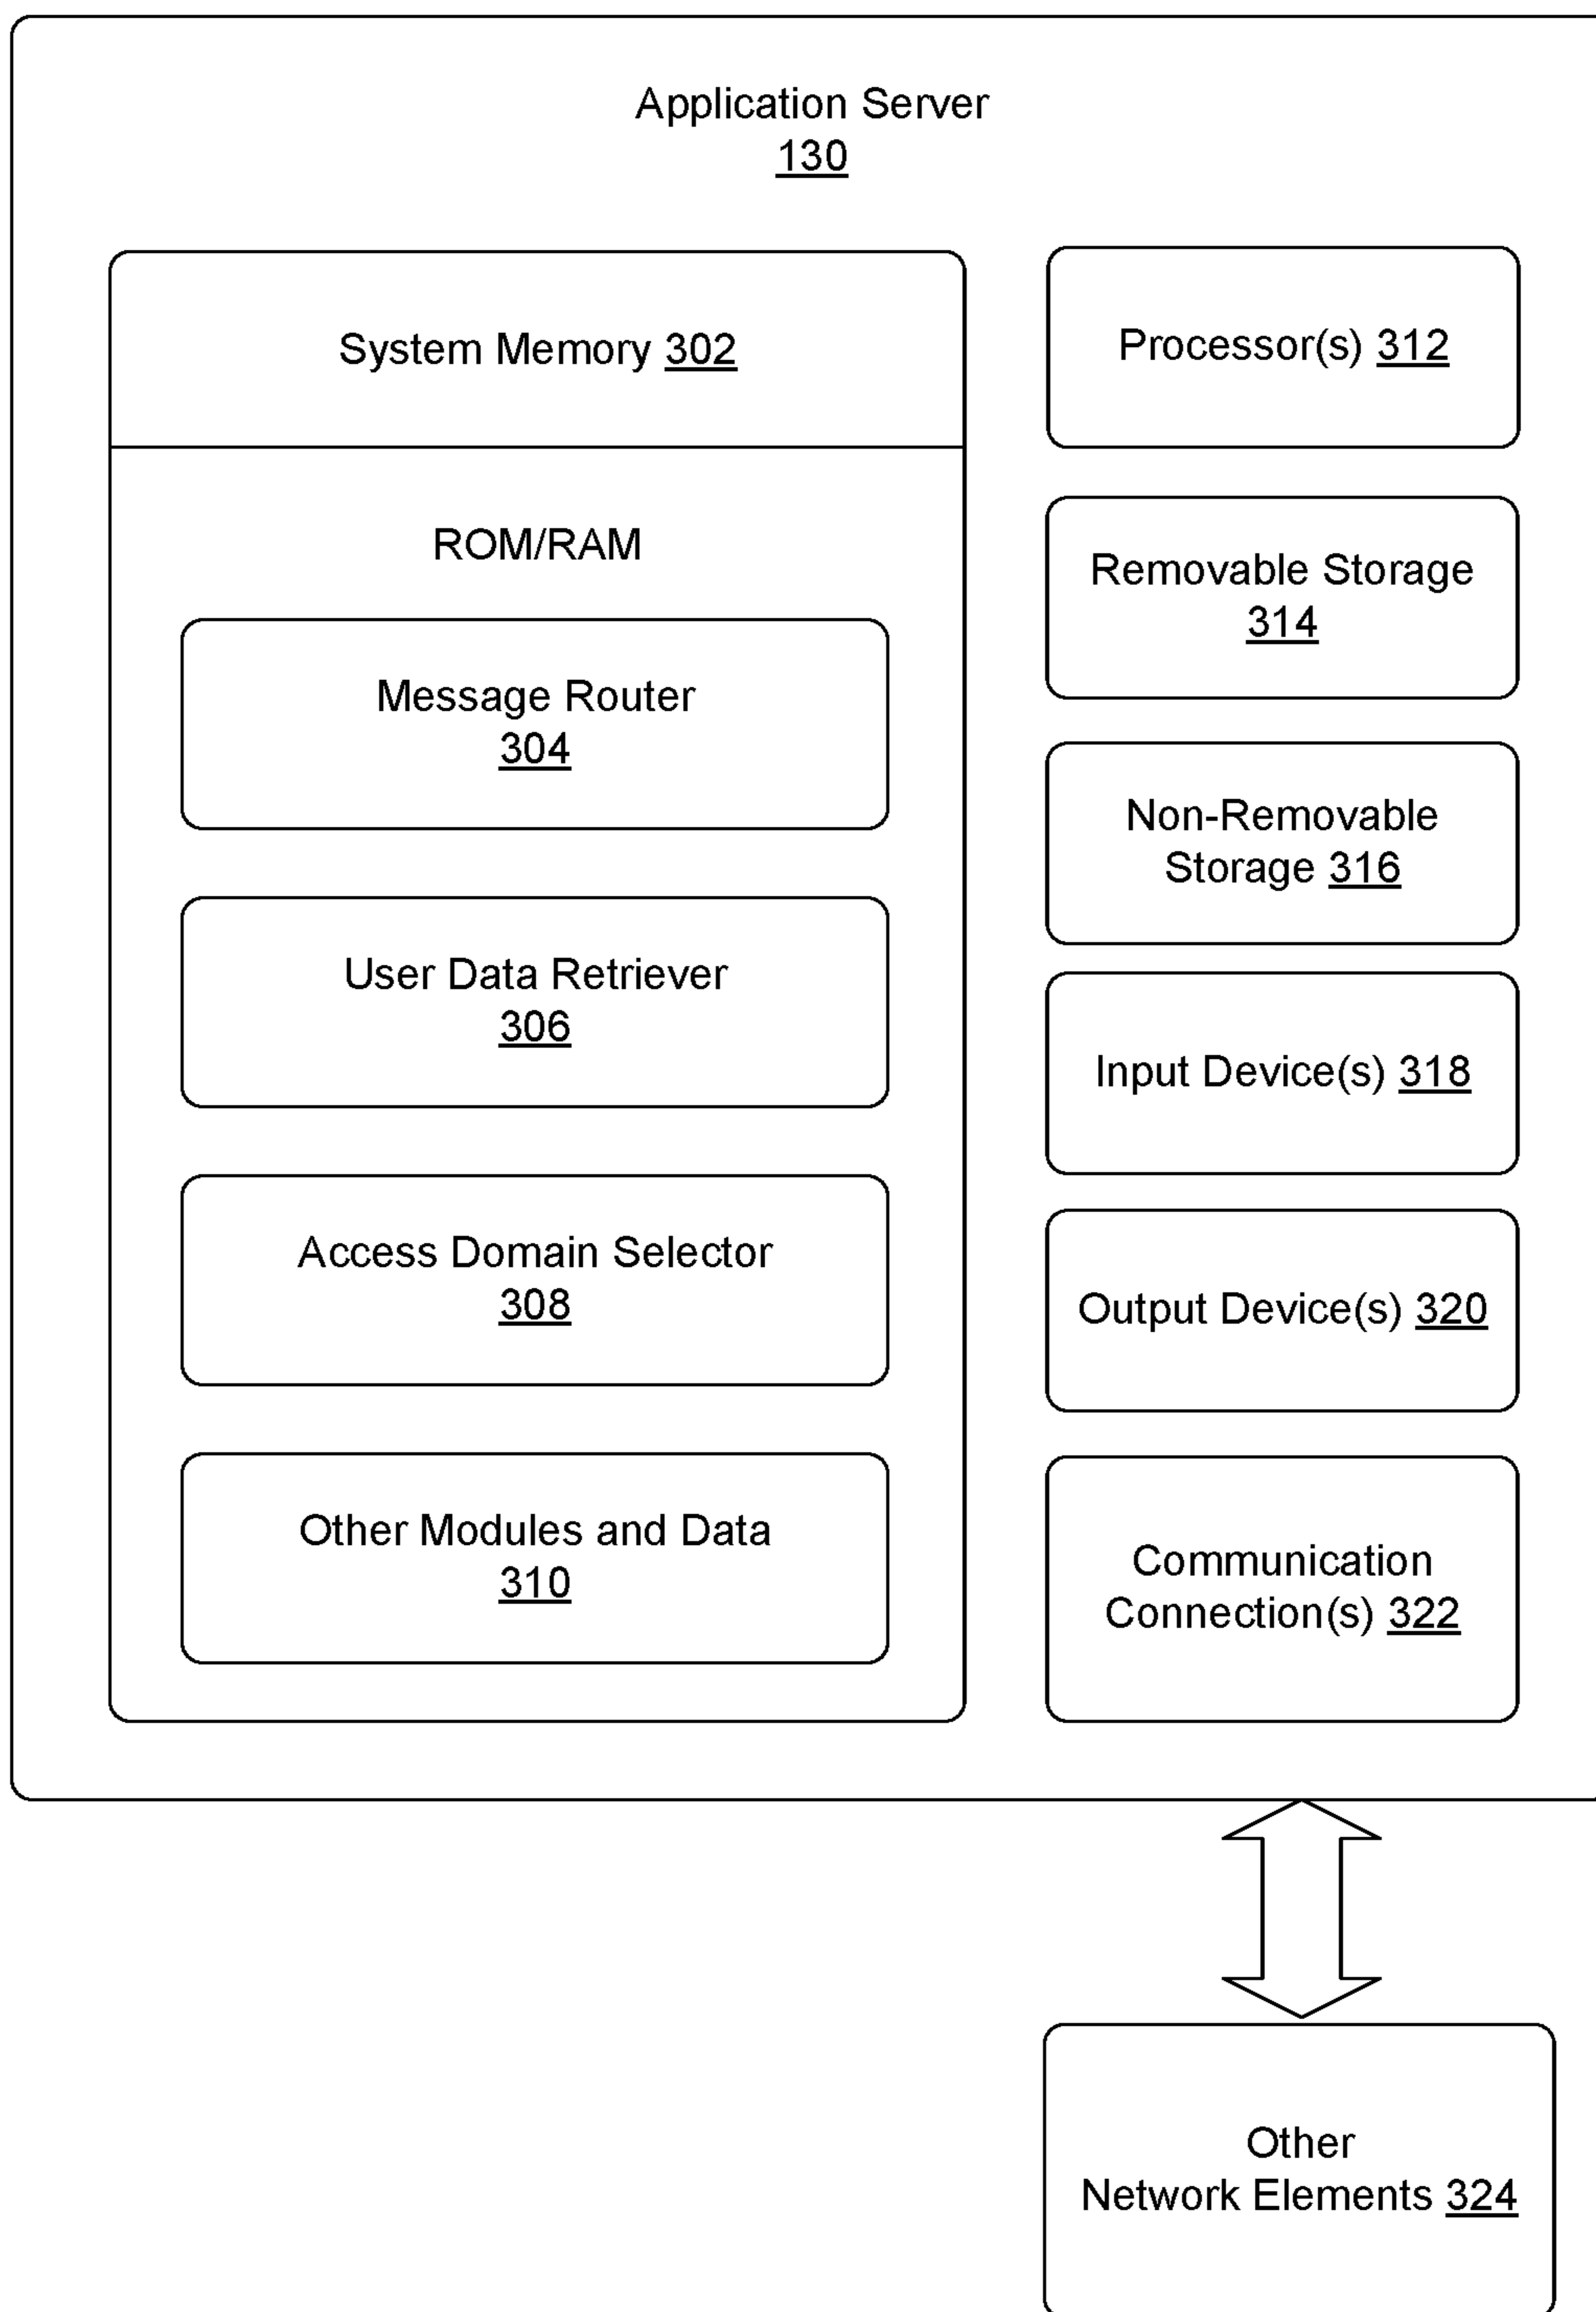 Application Server
130
System Memory 302
ROM/RAM
Message Router
304
User Data Retriever
306
Access Domain Selector
308
Other Modules and Data
310
Processor(s) 312
Removable Storage
314
Non-Removable
Storage 316
Input Device(s) 318
Output Device(s) 320
Communication
Connection(s) 322
Other
Network Elements 324